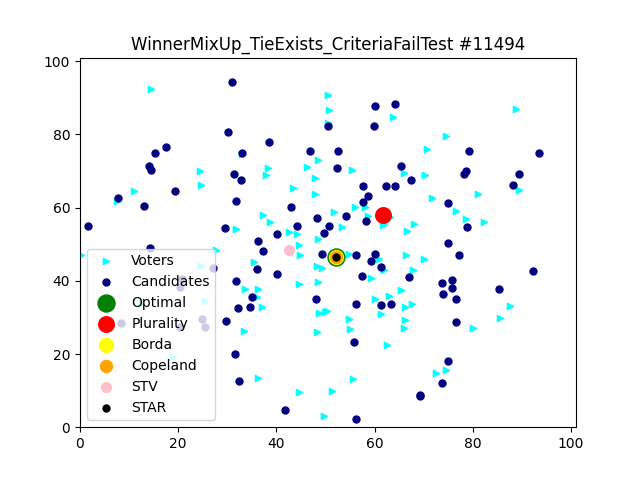 WinnerMixUp_TieExists_CriteriaFailTest #11494
100
80
60
40
20
0
Voters
Candidates
Optimal
Plurality
Borda
Copeland
STV
STAR
0 20 40 60 80 100